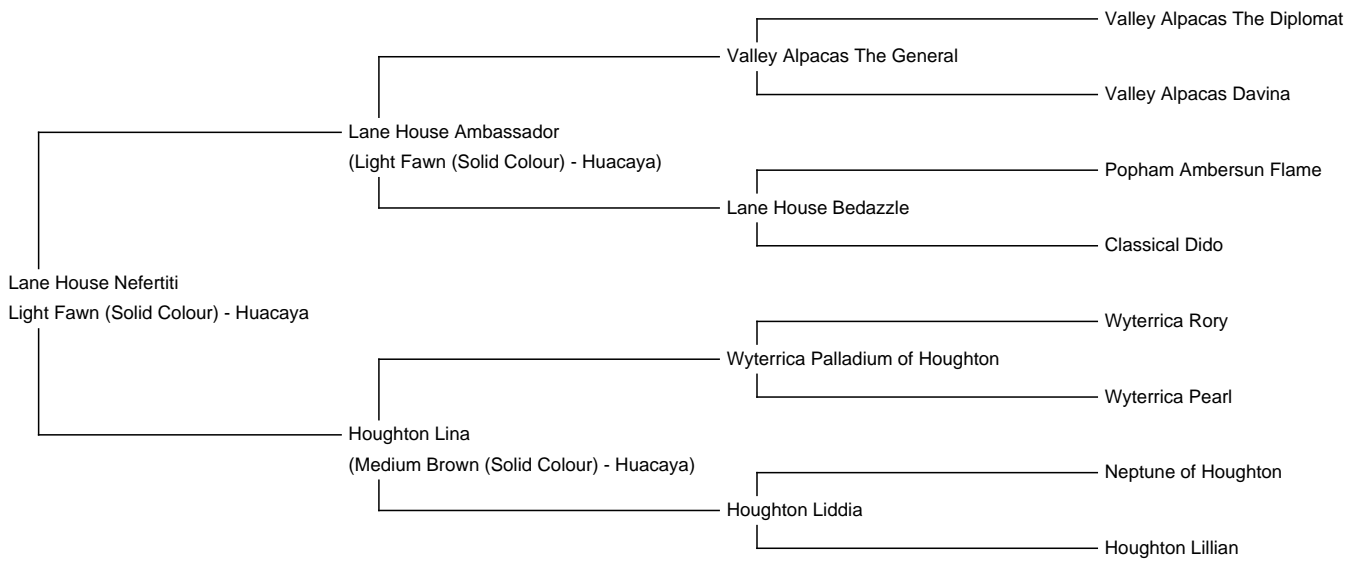 Valley Alpacas The Diplomat
Valley Alpacas The General
Valley Alpacas Davina
Lane House Ambassador
(Light Fawn (Solid Colour) - Huacaya)
Popham Ambersun Flame
Lane House Bedazzle
Classical Dido
Lane House Nefertiti
Light Fawn (Solid Colour) - Huacaya
Wyterrica Rory
Wyterrica Palladium of Houghton
Wyterrica Pearl
Houghton Lina
(Medium Brown (Solid Colour) - Huacaya)
Neptune of Houghton
Houghton Liddia
Houghton Lillian